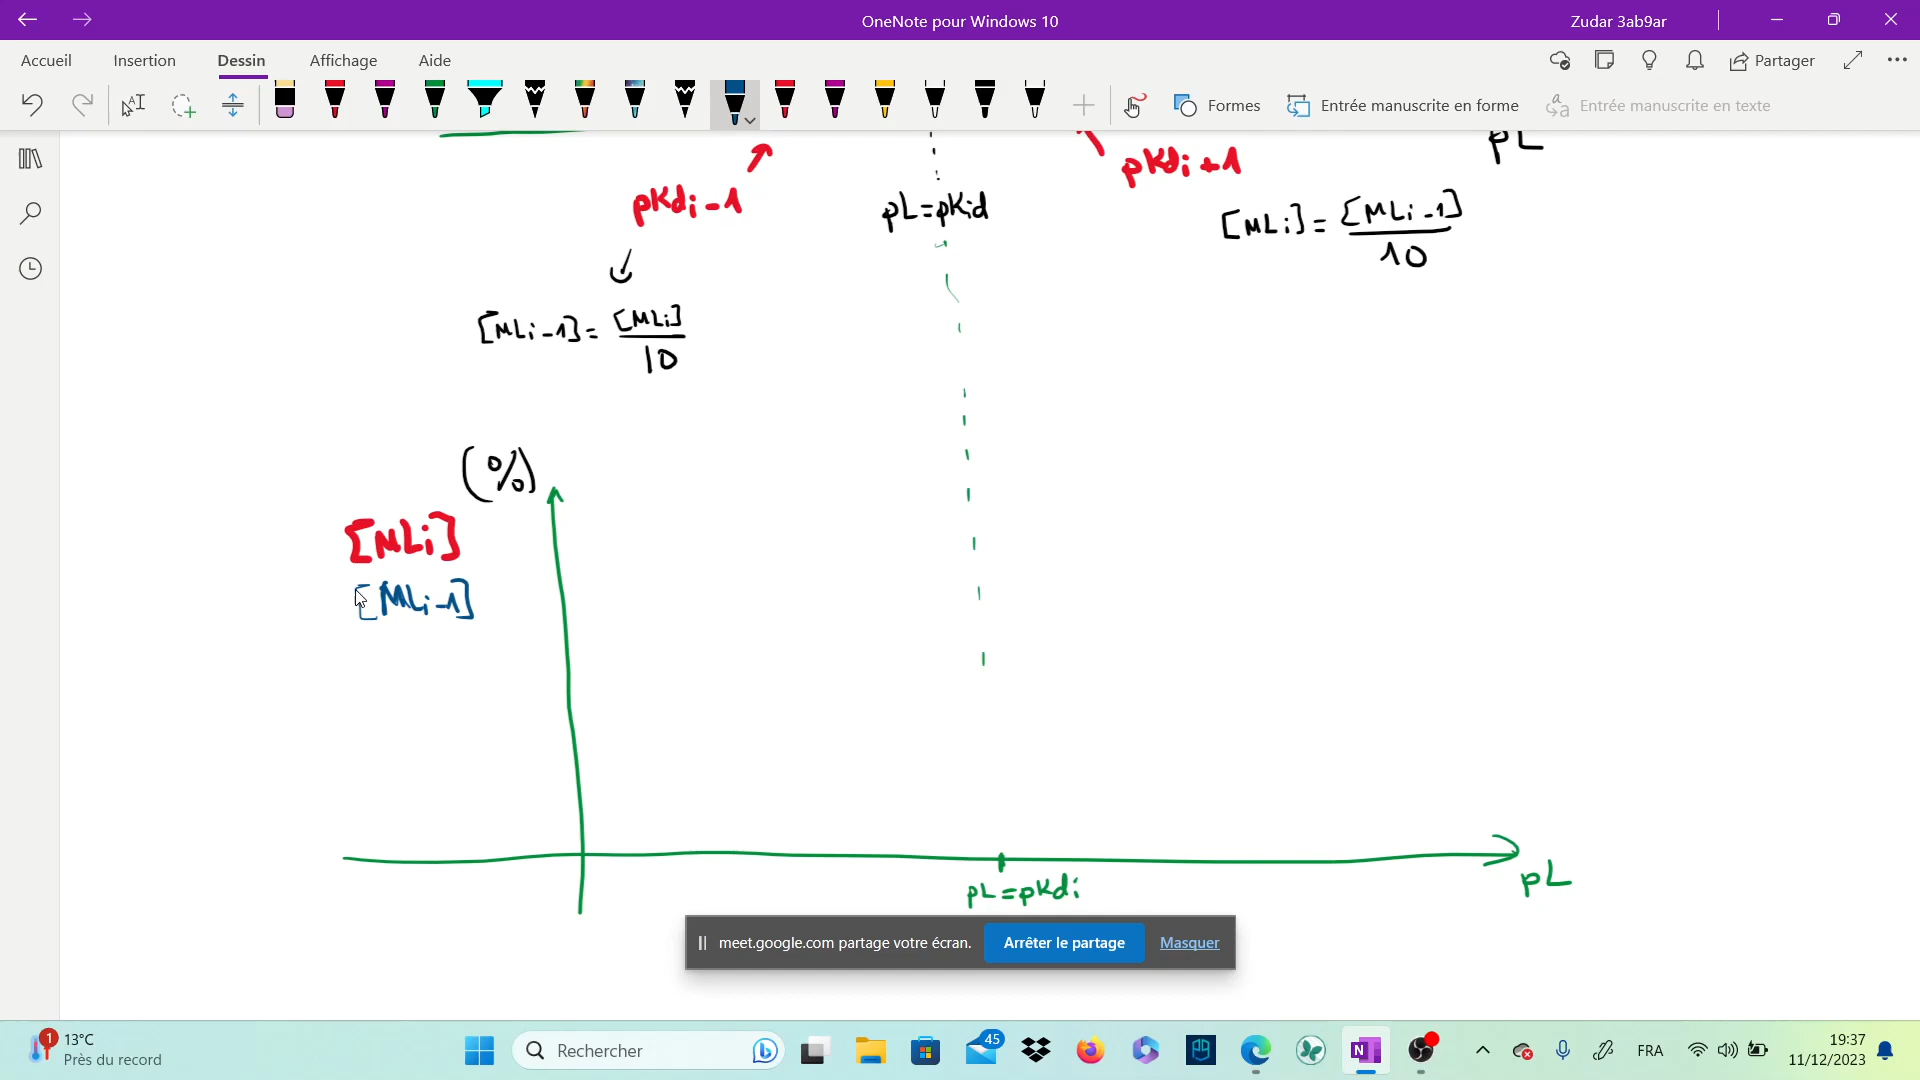 OneNote pour Windows 10
Zudar 3ab9ar
Accueil Insertion Dessin Affichage Aide
Partager
Formes Entrée manuscrite en forme Entrée manuscrite en texte
pL
pKdi-1
pKdi+1
pL=pKid
[MLi] = [MLi-1]
10
[MLi-1] = [MLi]
10
(%)
[MLi]
[MLi-1]
pL=pKdi
pL
meet.google.com partage votre écran. Arrêter le partage Masquer
1
13°C
Près du record
Rechercher
45
FRA
19:37
11/12/2023